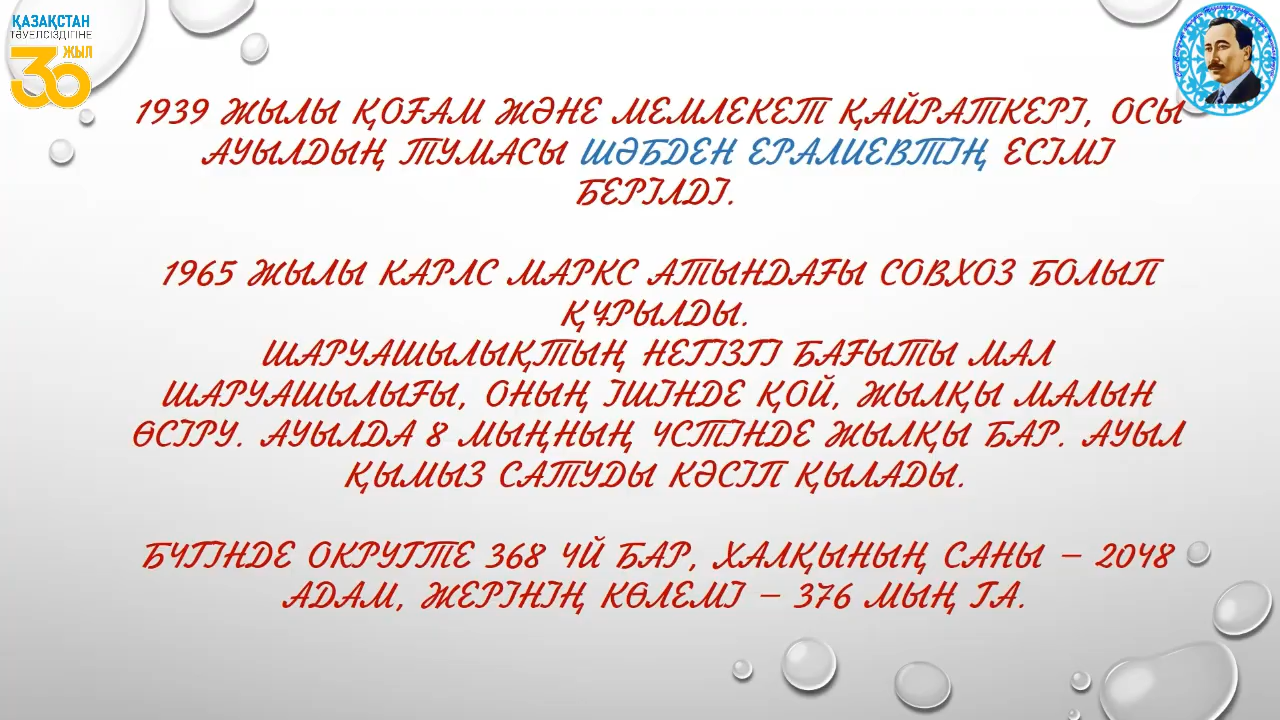 ҚАЗАҚСТАН
ТӘУЕЛСІЗДІГІНЕ
30 ЖЫЛ
1939 ЖЫЛЫ ҚОҒАМ ЖӘНЕ МЕМЛЕКЕТ ҚАЙРАТКЕРІ, ОСЫ
АУЫЛДЫҢ ТУМАСЫ ШӘБДЕН ЕРАЛИЕВТІҢ ЕСІМІ
БЕРІЛДІ.
1965 ЖЫЛЫ КАРЛС МАРКС АТЫНДАҒЫ СОВХОЗ БОЛЫП
ҚҰРЫЛДЫ.
ШАРУАШЫЛЫҚТЫҢ НЕГІЗГІ БАҒЫТЫ МАЛ
ШАРУАШЫЛЫҒЫ, ОНЫҢ ІШІНДЕ ҚОЙ, ЖЫЛҚЫ МАЛЫН
ӨСІРУ. АУЫЛДА 8 МЫҢНЫҢ ҮСТІНДЕ ЖЫЛҚЫ БАР. АУЫЛ
ҚЫМЫЗ САТУДЫ КӘСІП ҚЫЛАДЫ.
БҮГІНДЕ ОКРУГТЕ 368 ҮЙ БАР, ХАЛҚЫНЫҢ САНЫ – 2048
АДАМ, ЖЕРІНІҢ КӨЛЕМІ – 376 МЫҢ ГА.